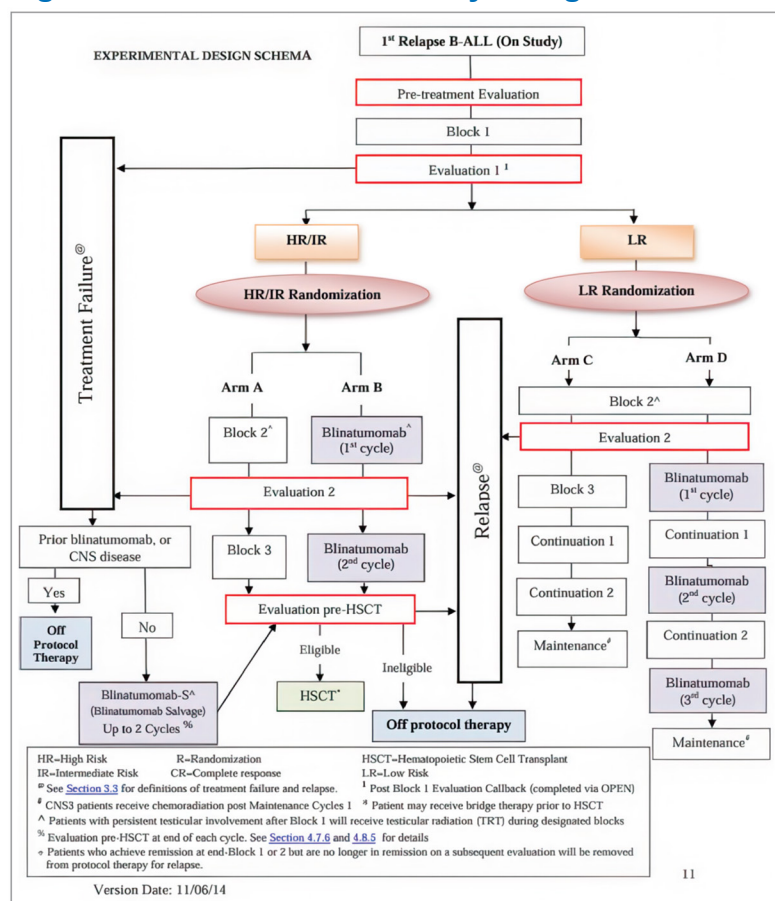 EXPERIMENTAL DESIGN SCHEMA
1st Relapse B-ALL (On Study)
Pre-treatment Evaluation
Block 1
Evaluation 1 1
HR/IR
LR
HR/IR Randomization
LR Randomization
Treatment Failure@
Relapse@
Arm A
Arm B
Arm C
Arm D
Block 2^
Blinatumomab^
(1st cycle)
Block 2^
Evaluation 2
Evaluation 2
Block 3
Blinatumomab
(2nd cycle)
Block 3
Continuation 1
Continuation 2
Maintenance#
Blinatumomab
(1st cycle)
Continuation 1
Blinatumomab
(2nd cycle)
Continuation 2
Blinatumomab
(3rd cycle)
Maintenance#
Prior blinatumomab, or
CNS disease
Yes
No
Off
Protocol
Therapy
Blinatumomab-S^
(Blinatumomab Salvage)
Up to 2 Cycles %
Evaluation pre-HSCT
Eligible
Ineligible
HSCT*
Off protocol therapy
HR=High Risk R=Randomization HSCT=Hematopoietic Stem Cell Transplant
IR=Intermediate Risk CR=Complete response LR=Low Risk
@ See Section 3.3 for definitions of treatment failure and relapse. 1 Post Block 1 Evaluation Callback (completed via OPEN)
# CNS3 patients receive chemoradiation post Maintenance Cycles 1 * Patient may receive bridge therapy prior to HSCT
^ Patients with persistent testicular involvement after Block 1 will receive testicular radiation (TRT) during designated blocks
% Evaluation pre-HSCT at end of each cycle. See Section 4.7.6 and 4.8.5 for details
Patients who achieve remission at end-Block 1 or 2 but are no longer in remission on a subsequent evaluation will be removed
from protocol therapy for relapse.
11
Version Date: 11/06/14